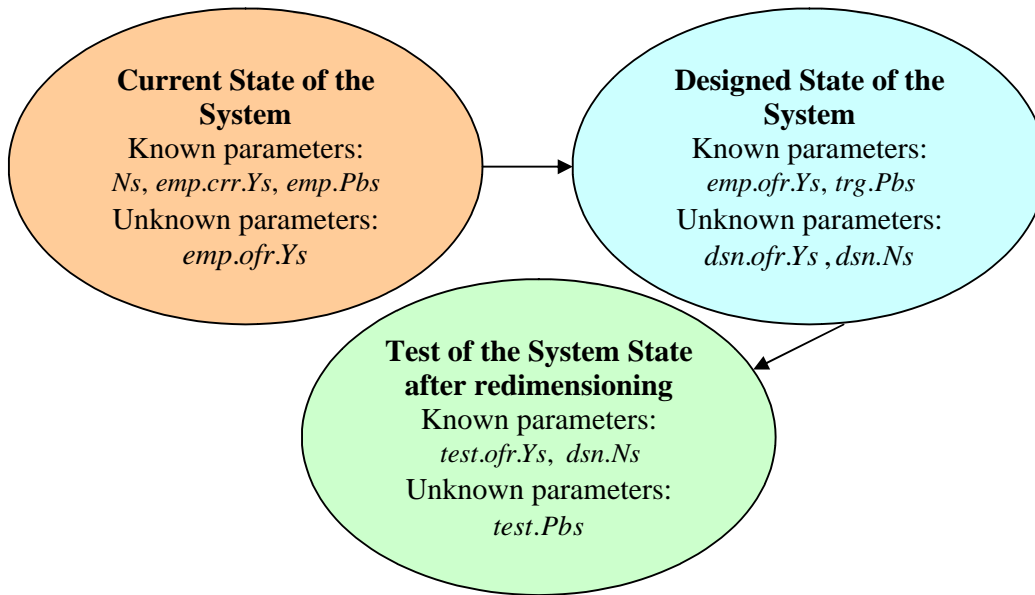 Current State of the
System
Known parameters:
Ns, emp.crr.Ys, emp.Pbs
Unknown parameters:
emp.ofr.Ys
Designed State of the
System
Known parameters:
emp.ofr.Ys, trg.Pbs
Unknown parameters:
dsn.ofr.Ys , dsn.Ns
Test of the System State
after redimensioning
Known parameters:
test.ofr.Ys, dsn.Ns
Unknown parameters:
test.Pbs